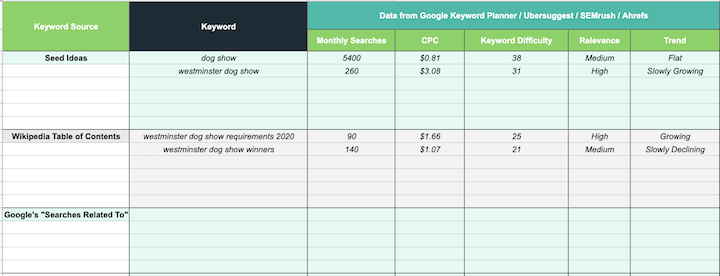 Keyword Source Keyword Data from Google Keyword Planner / Ubersuggest / SEMrush / Ahrefs
Monthly Searches CPC Keyword Difficulty Relevance Trend
Seed Ideas dog show 5400 $0.81 38 Medium Flat
westminster dog show 260 $3.08 31 High Slowly Growing
Wikipedia Table of Contents westminster dog show requirements 2020 90 $1.66 25 High Growing
westminster dog show winners 140 $1.07 21 Medium Slowly Declining
Google's "Searches Related To"